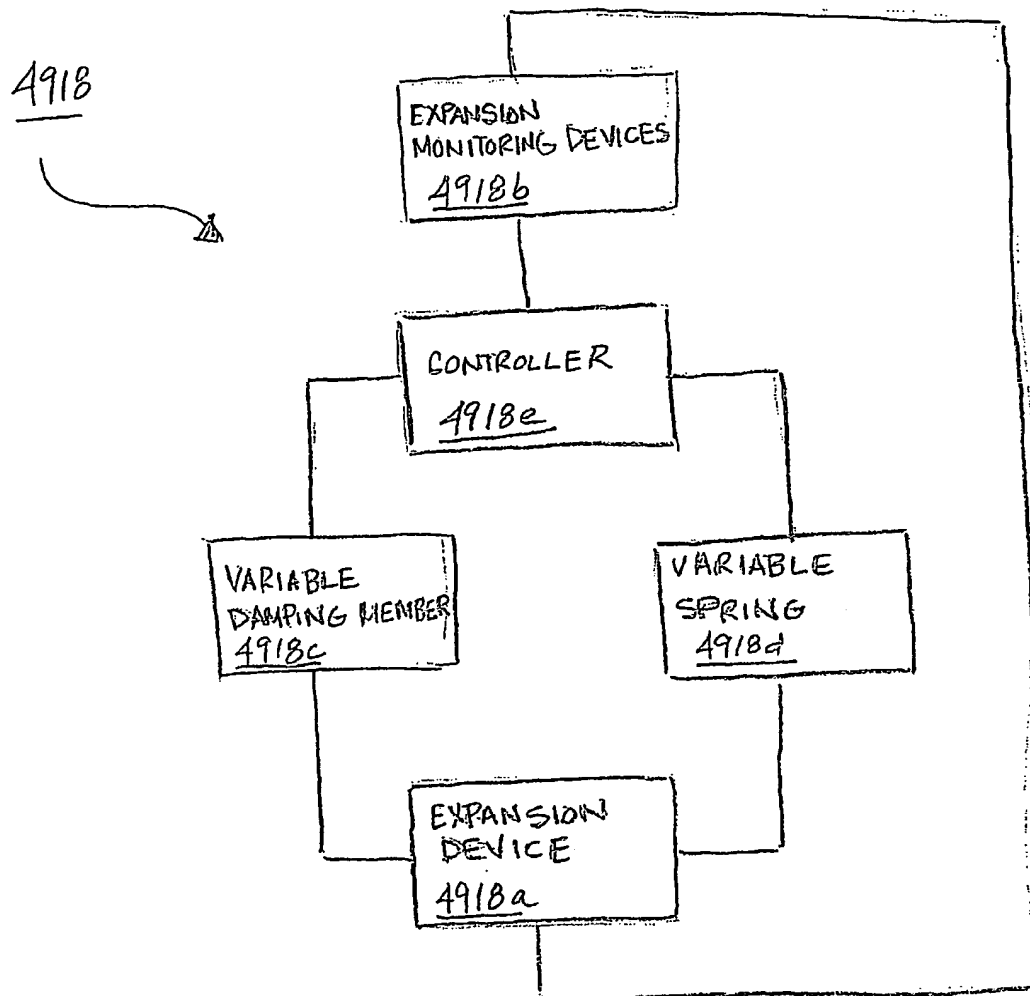 4918
EXPANSION
MONITORING DEVICES
4918b
CONTROLLER
4918e
VARIABLE
DAMPING MEMBER
4918c
VARIABLE
SPRING
4918d
EXPANSION
DEVICE
4918a